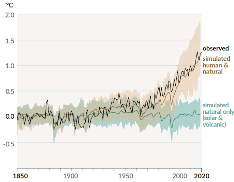 ºC
2.0
observed
1.5
simulated
human &
natural
1.0
0.5
simulated
natural only
(solar &
volcanic)
0.0
-0.5
1850
1900
1950
2000
2020